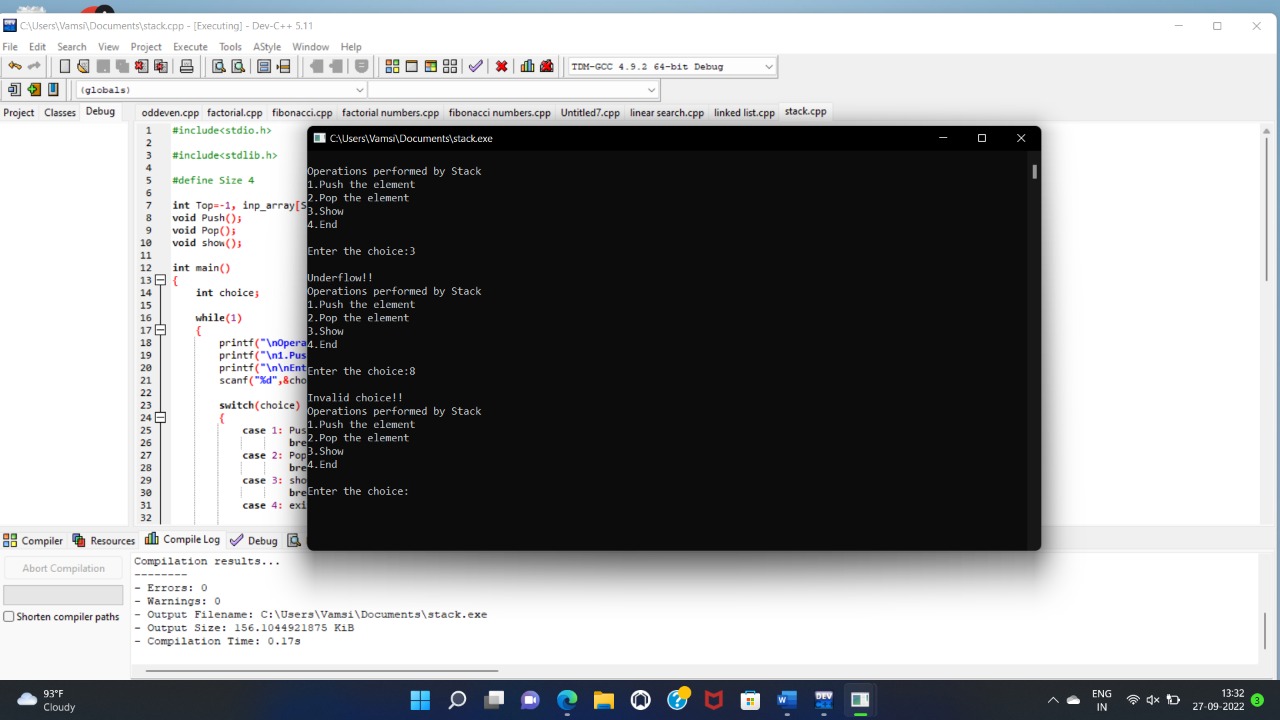 C:\Users\Vamsi\Documents\stack.cpp - [Executing] - Dev-C++ 5.11
File Edit Search View Project Execute Tools AStyle Window Help
TDM-GCC 4.9.2 64-bit Debug
(globals)
Project Classes Debug
oddeven.cpp factorial.cpp fibonacci.cpp factorial numbers.cpp fibonacci numbers.cpp Untitled7.cpp linear search.cpp linked list.cpp stack.cpp
1 #include<stdio.h>
2
3 #include<stdlib.h>
4
5 #define Size 4
6
7 int Top=-1, inp_array[S
8 void Push();
9 void Pop();
10 void show();
11
12 int main()
13 {
14 int choice;
15
16 while(1)
17 {
18 printf("\nOpera
19 printf("\n1.Pus
20 printf("\n\nEnt
21 scanf("%d",&cho
22
23 switch(choice)
24 {
25 case 1: Pus
26 bre
27 case 2: Pop
28 bre
29 case 3: sho
30 bre
31 case 4: exi
32
C:\Users\Vamsi\Documents\stack.exe
Operations performed by Stack
1.Push the element
2.Pop the element
3.Show
4.End
Enter the choice:3
Underflow!!
Operations performed by Stack
1.Push the element
2.Pop the element
3.Show
4.End
Enter the choice:8
Invalid choice!!
Operations performed by Stack
1.Push the element
2.Pop the element
3.Show
4.End
Enter the choice:
Compiler Resources Compile Log Debug
Abort Compilation
Shorten compiler paths
Compilation results...
--------
- Errors: 0
- Warnings: 0
- Output Filename: C:\Users\Vamsi\Documents\stack.exe
- Output Size: 156.1044921875 KiB
- Compilation Time: 0.17s
93°F
Cloudy
DEV
ENG
IN
13:32
27-09-2022
3